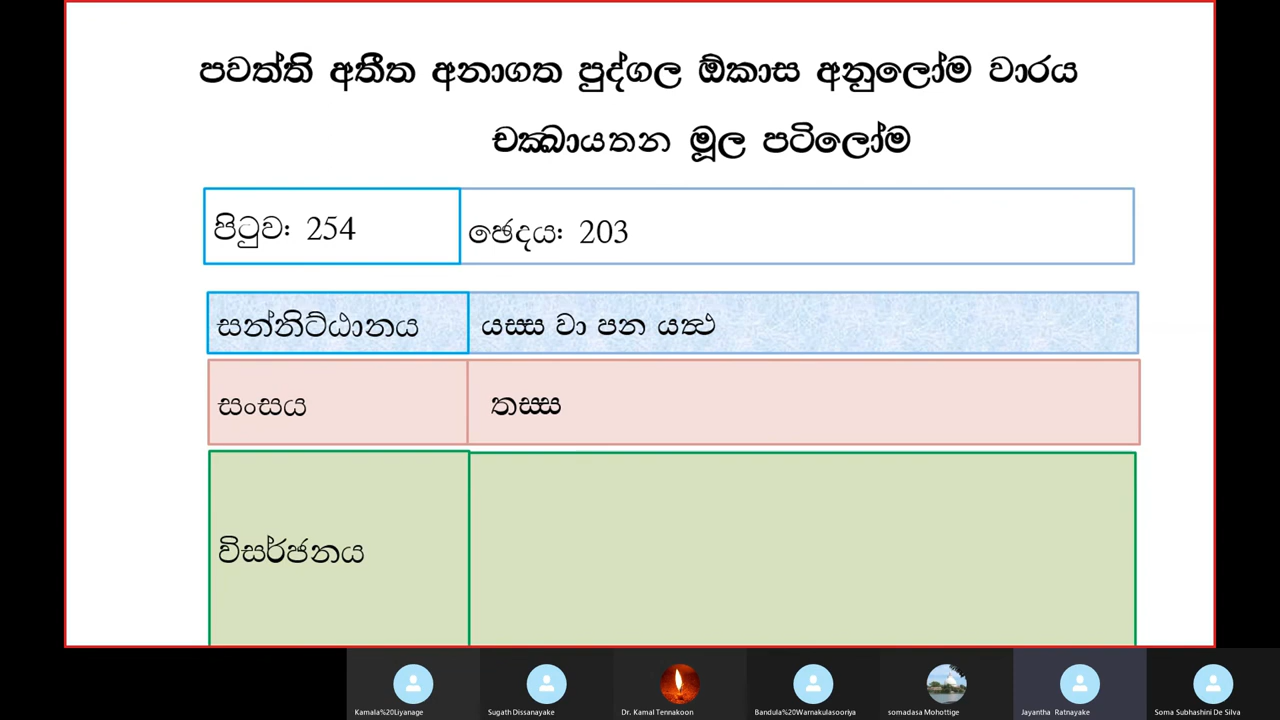 පවත්ති අතීත අනාගත පුද්ගල ඕකාස අනුලෝම වාරය
චක්ඛායතන මූල පටිලෝම
පිටුව: 254
ඡෙදය: 203
සන්නිට්ඨානය
යස්ස වා පන යත්ථ
සංසය
තස්ස
විසර්ජනය
Kamala%20Liyanage
Sugath Dissanayake
Dr. Kamal Tennakoon
Bandula%20Warnakulasooriya
somadasa Mohottige
Jayantha Ratnayake
Soma Subhashini De Silva